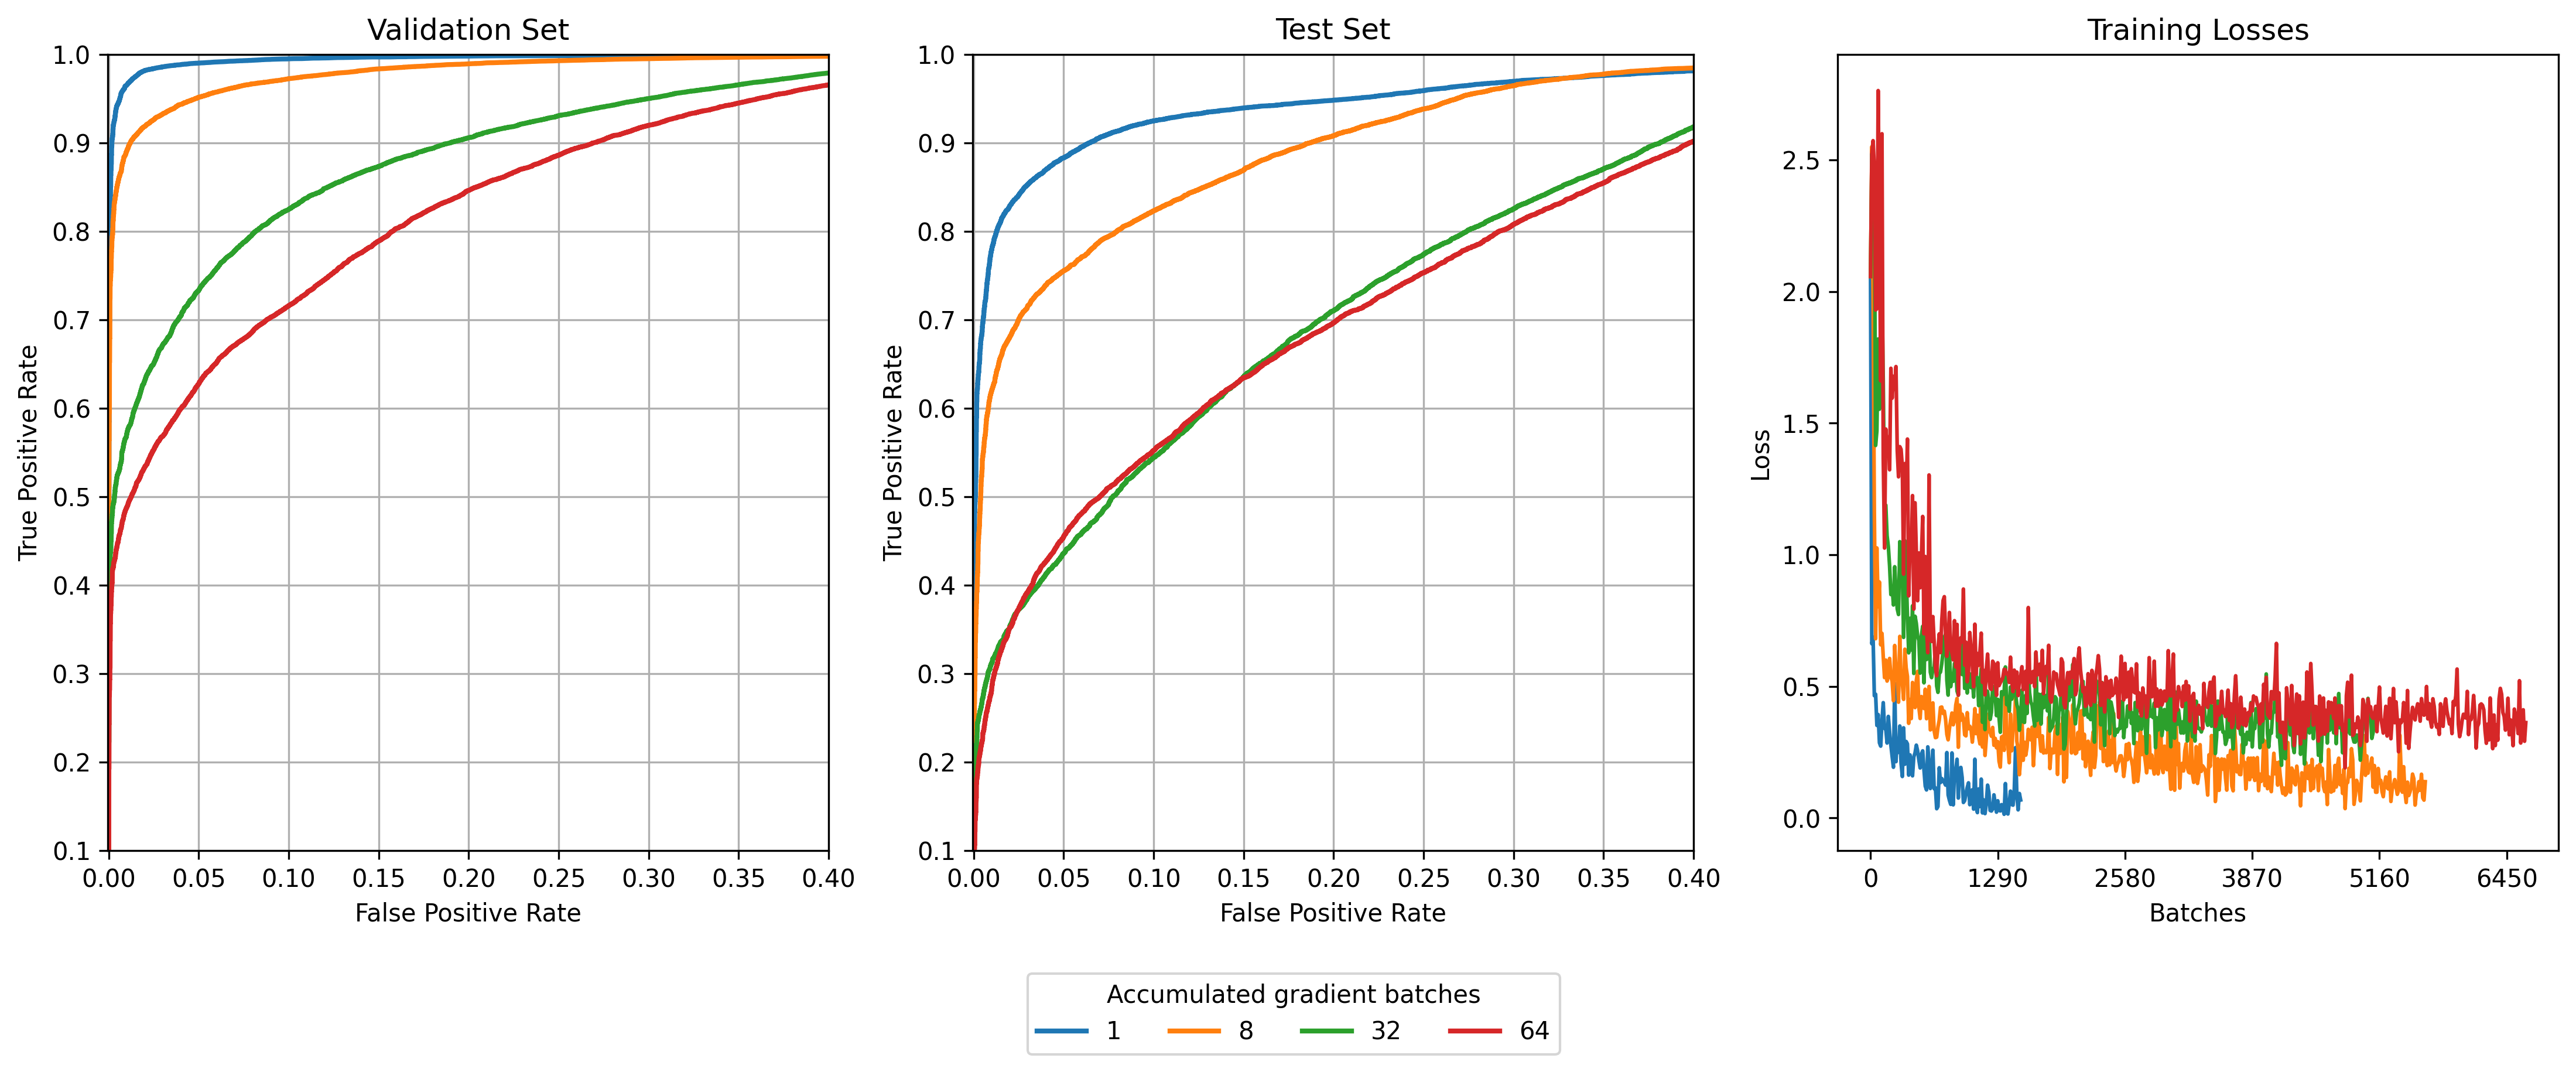 Validation Set
1.0
0.9
0.8
0.7
0.6
0.5
0.4
0.3
0.2
0.1
True Positive Rate
0.00 0.05 0.10 0.15 0.20 0.25 0.30 0.35 0.40
False Positive Rate
Test Set
1.0
0.9
0.8
0.7
0.6
0.5
0.4
0.3
0.2
0.1
True Positive Rate
0.00 0.05 0.10 0.15 0.20 0.25 0.30 0.35 0.40
False Positive Rate
Training Losses
2.5
2.0
1.5
1.0
0.5
0.0
Loss
0 1290 2580 3870 5160 6450
Batches
Accumulated gradient batches
1 8 32 64